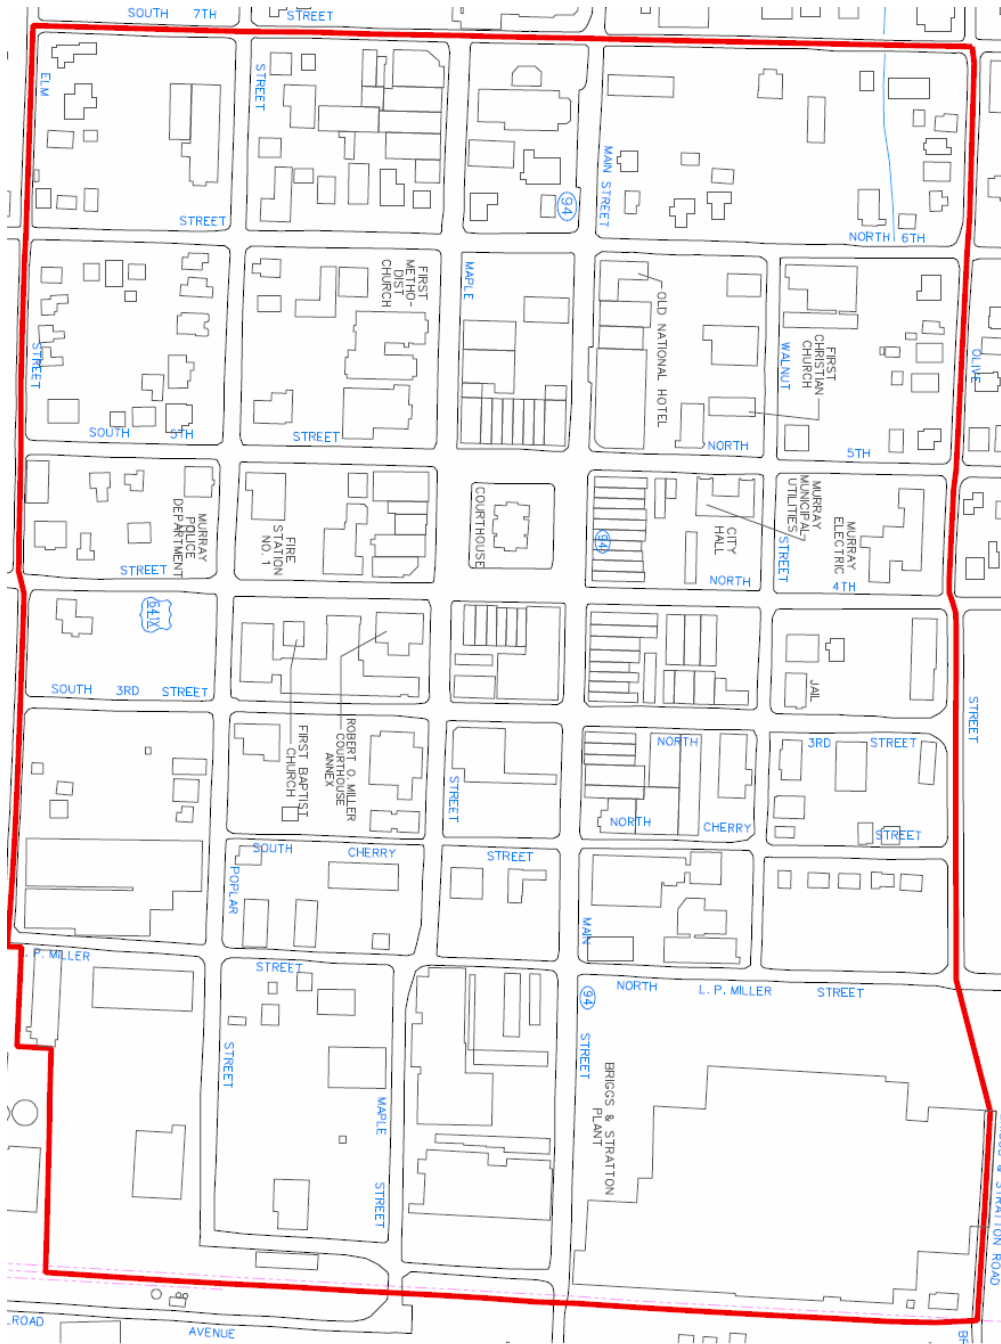 SOUTH 7TH STREET
ELM
STREET
MAIN STREET
94
STREET
NORTH 6TH
MAPLE
FIRST
METHO-
DIST
CHURCH
OLD NATIONAL HOTEL
WALNUT
FIRST
CHRISTIAN
CHURCH
OLIVE
STREET
SOUTH 5TH
STREET
NORTH
5TH
MURRAY
POLICE
DEPARTMENT
FIRE
STATION
NO. 1
COURTHOUSE
94
CITY
HALL
MURRAY
MUNICIPAL
UTILITIES
MURRAY
ELECTRIC
STREET
STREET
NORTH
4TH
641X
SOUTH 3RD STREET
JAIL
STREET
ROBERT O. MILLER
COURTHOUSE
ANNEX
FIRST BAPTIST
CHURCH
STREET
NORTH
3RD STREET
NORTH
CHERRY
STREET
SOUTH
CHERRY
STREET
POPLAR
MAIN
P. MILLER
STREET
NORTH L. P. MILLER STREET
94
STREET
STREET
BRIGGS & STRATTON
PLANT
MAPLE
STREET
& STRATTON ROAD
LROAD
AVENUE
BR